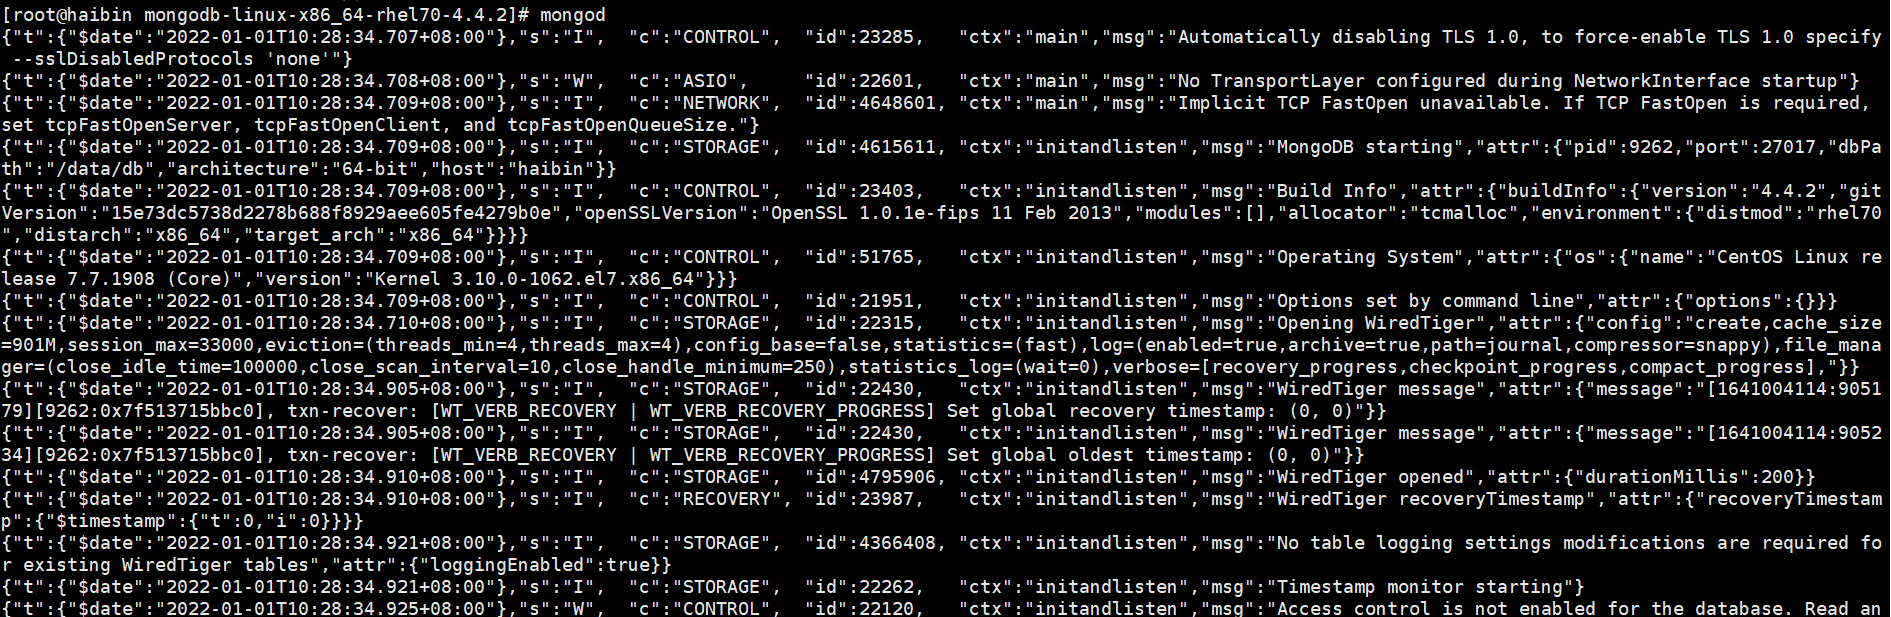 [root@haibin mongodb-linux-x86_64-rhel70-4.4.2]# mongod
{"t":{"$date":"2022-01-01T10:28:34.707+08:00"},"s":"I",  "c":"CONTROL",  "id":23285,   "ctx":"main","msg":"Automatically disabling TLS 1.0, to force-enable TLS 1.0 specify
 --sslDisabledProtocols 'none'"}
{"t":{"$date":"2022-01-01T10:28:34.708+08:00"},"s":"W",  "c":"ASIO",     "id":22601,   "ctx":"main","msg":"No TransportLayer configured during NetworkInterface startup"}
{"t":{"$date":"2022-01-01T10:28:34.709+08:00"},"s":"I",  "c":"NETWORK",  "id":4648601, "ctx":"main","msg":"Implicit TCP FastOpen unavailable. If TCP FastOpen is required,
set tcpFastOpenServer, tcpFastOpenClient, and tcpFastOpenQueueSize."}
{"t":{"$date":"2022-01-01T10:28:34.709+08:00"},"s":"I",  "c":"STORAGE",  "id":4615611, "ctx":"initandlisten","msg":"MongoDB starting","attr":{"pid":9262,"port":27017,"dbPa
th":"/data/db","architecture":"64-bit","host":"haibin"}}
{"t":{"$date":"2022-01-01T10:28:34.709+08:00"},"s":"I",  "c":"CONTROL",  "id":23403,   "ctx":"initandlisten","msg":"Build Info","attr":{"buildInfo":{"version":"4.4.2","git
Version":"15e73dc5738d2278b688f8929aee605fe4279b0e","openSSLVersion":"OpenSSL 1.0.1e-fips 11 Feb 2013","modules":[],"allocator":"tcmalloc","environment":{"distmod":"rhel70
","distarch":"x86_64","target_arch":"x86_64"}}}}
{"t":{"$date":"2022-01-01T10:28:34.709+08:00"},"s":"I",  "c":"CONTROL",  "id":51765,   "ctx":"initandlisten","msg":"Operating System","attr":{"os":{"name":"CentOS Linux re
lease 7.7.1908 (Core)","version":"Kernel 3.10.0-1062.el7.x86_64"}}}
{"t":{"$date":"2022-01-01T10:28:34.709+08:00"},"s":"I",  "c":"CONTROL",  "id":21951,   "ctx":"initandlisten","msg":"Options set by command line","attr":{"options":{}}}
{"t":{"$date":"2022-01-01T10:28:34.710+08:00"},"s":"I",  "c":"STORAGE",  "id":22315,   "ctx":"initandlisten","msg":"Opening WiredTiger","attr":{"config":"create,cache_size
=901M,session_max=33000,eviction=(threads_min=4,threads_max=4),config_base=false,statistics=(fast),log=(enabled=true,archive=true,path=journal,compressor=snappy),file_mana
ger=(close_idle_time=100000,close_scan_interval=10,close_handle_minimum=250),statistics_log=(wait=0),verbose=[recovery_progress,checkpoint_progress,compact_progress],"}}
{"t":{"$date":"2022-01-01T10:28:34.905+08:00"},"s":"I",  "c":"STORAGE",  "id":22430,   "ctx":"initandlisten","msg":"WiredTiger message","attr":{"message":"[1641004114:9051
79][9262:0x7f513715bbc0], txn-recover: [WT_VERB_RECOVERY | WT_VERB_RECOVERY_PROGRESS] Set global recovery timestamp: (0, 0)"}}
{"t":{"$date":"2022-01-01T10:28:34.905+08:00"},"s":"I",  "c":"STORAGE",  "id":22430,   "ctx":"initandlisten","msg":"WiredTiger message","attr":{"message":"[1641004114:9052
34][9262:0x7f513715bbc0], txn-recover: [WT_VERB_RECOVERY | WT_VERB_RECOVERY_PROGRESS] Set global oldest timestamp: (0, 0)"}}
{"t":{"$date":"2022-01-01T10:28:34.910+08:00"},"s":"I",  "c":"STORAGE",  "id":4795906, "ctx":"initandlisten","msg":"WiredTiger opened","attr":{"durationMillis":200}}
{"t":{"$date":"2022-01-01T10:28:34.910+08:00"},"s":"I",  "c":"RECOVERY", "id":23987,   "ctx":"initandlisten","msg":"WiredTiger recoveryTimestamp","attr":{"recoveryTimestam
p":{"$timestamp":{"t":0,"i":0}}}}
{"t":{"$date":"2022-01-01T10:28:34.921+08:00"},"s":"I",  "c":"STORAGE",  "id":4366408, "ctx":"initandlisten","msg":"No table logging settings modifications are required fo
r existing WiredTiger tables","attr":{"loggingEnabled":true}}
{"t":{"$date":"2022-01-01T10:28:34.921+08:00"},"s":"I",  "c":"STORAGE",  "id":22262,   "ctx":"initandlisten","msg":"Timestamp monitor starting"}
{"t":{"$date":"2022-01-01T10:28:34.925+08:00"},"s":"W",  "c":"CONTROL",  "id":22120,   "ctx":"initandlisten","msg":"Access control is not enabled for the database. Read an